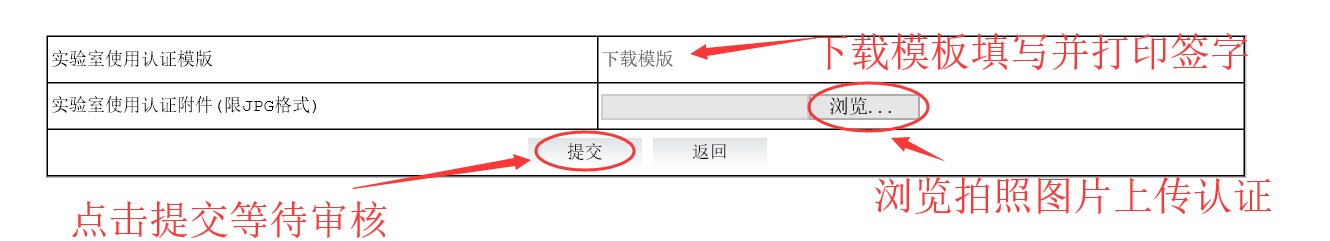 实验室使用认证模版
下载模版
下载模板填写并打印签字
实验室使用认证附件(限JPG格式)
浏览...
提交
返回
浏览拍照图片上传认证
点击提交等待审核